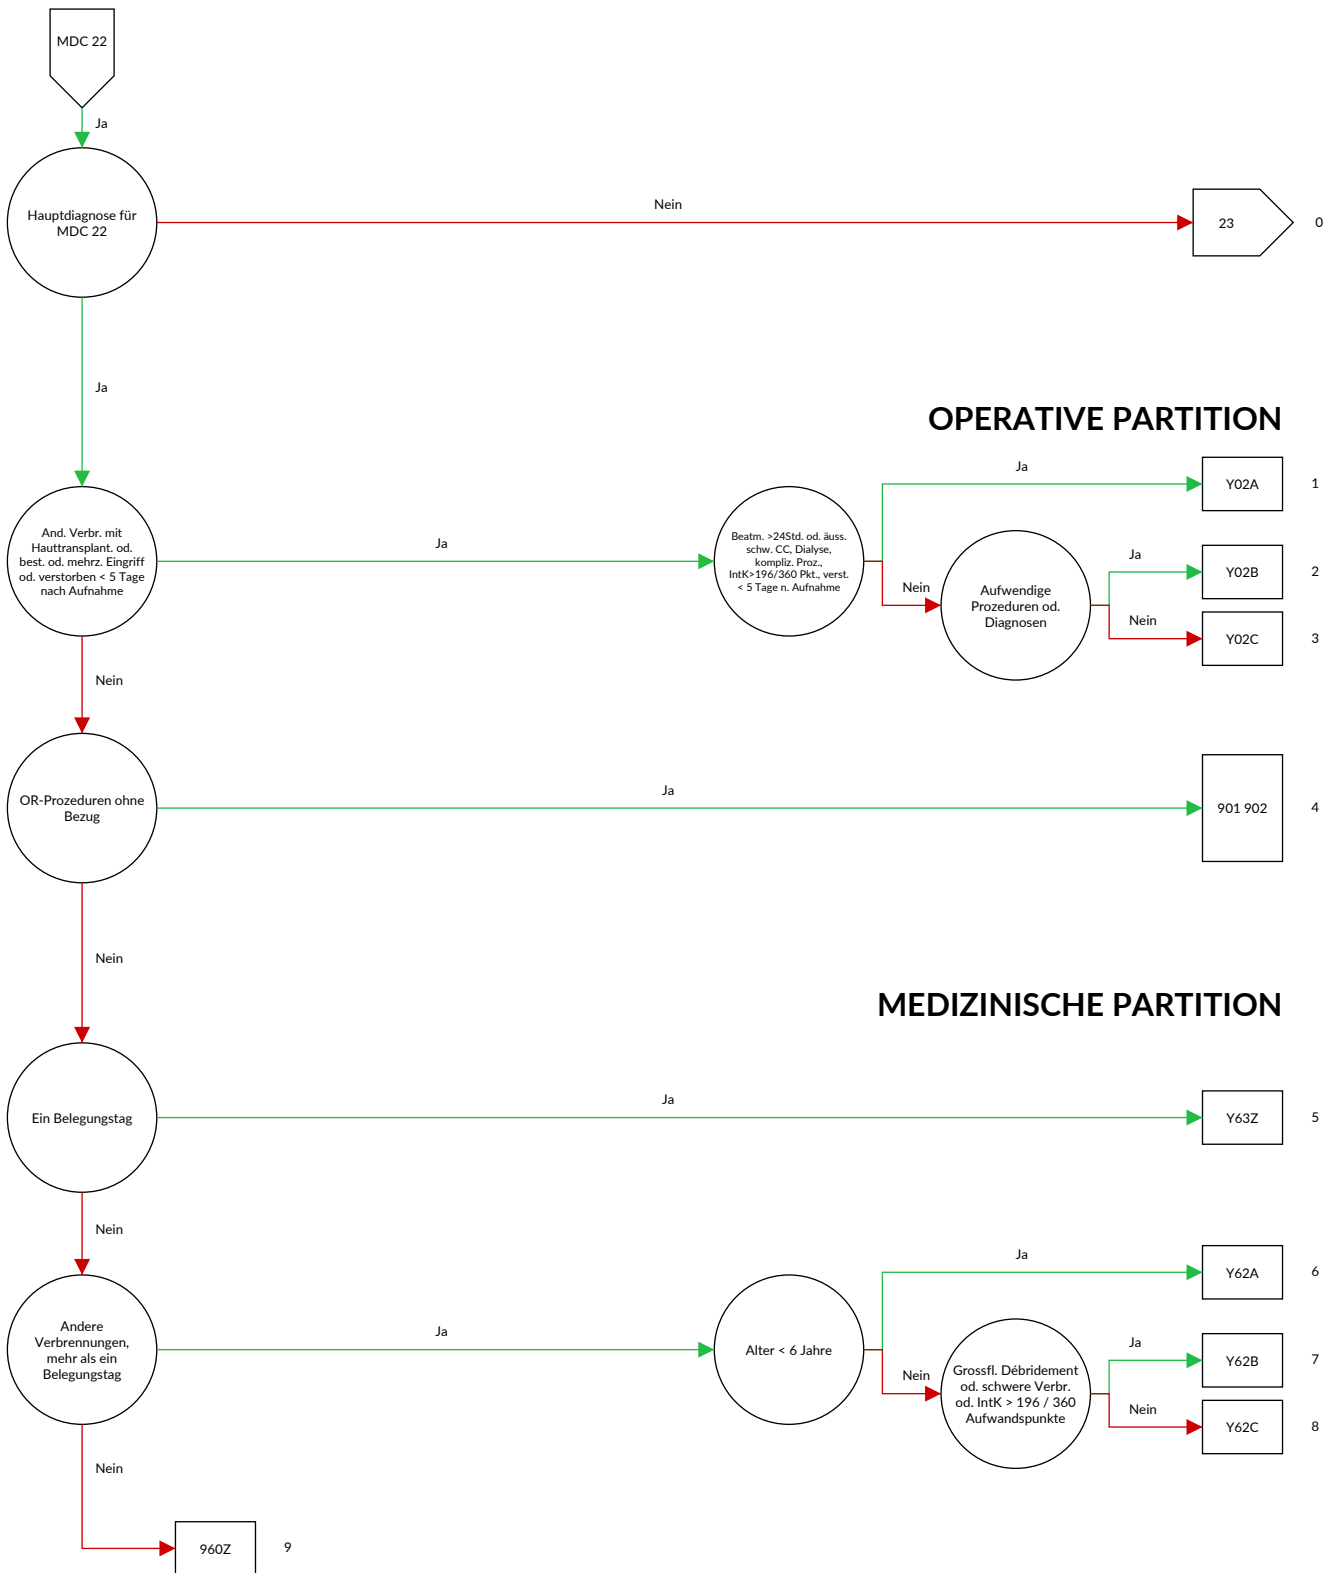 MDC 22
Ja
Hauptdiagnose für
MDC 22
Nein
23
0
Ja
OPERATIVE PARTITION
And. Verbr. mit
Hauttransplant. od.
best. od. mehrz. Eingriff
od. verstorben < 5 Tage
nach Aufnahme
Ja
Beatm. >24Std. od. äuss.
schw. CC, Dialyse,
kompliz. Proz.,
IntK>196/360 Pkt., verst.
< 5 Tage n. Aufnahme
Ja
Y02A
1
Nein
Aufwendige
Prozeduren od.
Diagnosen
Ja
Y02B
2
Nein
Y02C
3
Nein
OR-Prozeduren ohne
Bezug
Ja
901 902
4
Nein
MEDIZINISCHE PARTITION
Ein Belegungstag
Ja
Y63Z
5
Nein
Andere
Verbrennungen,
mehr als ein
Belegungstag
Ja
Alter < 6 Jahre
Ja
Y62A
6
Nein
Grossfl. Débridement
od. schwere Verbr.
od. IntK > 196 / 360
Aufwandspunkte
Ja
Y62B
7
Nein
Y62C
8
Nein
960Z
9